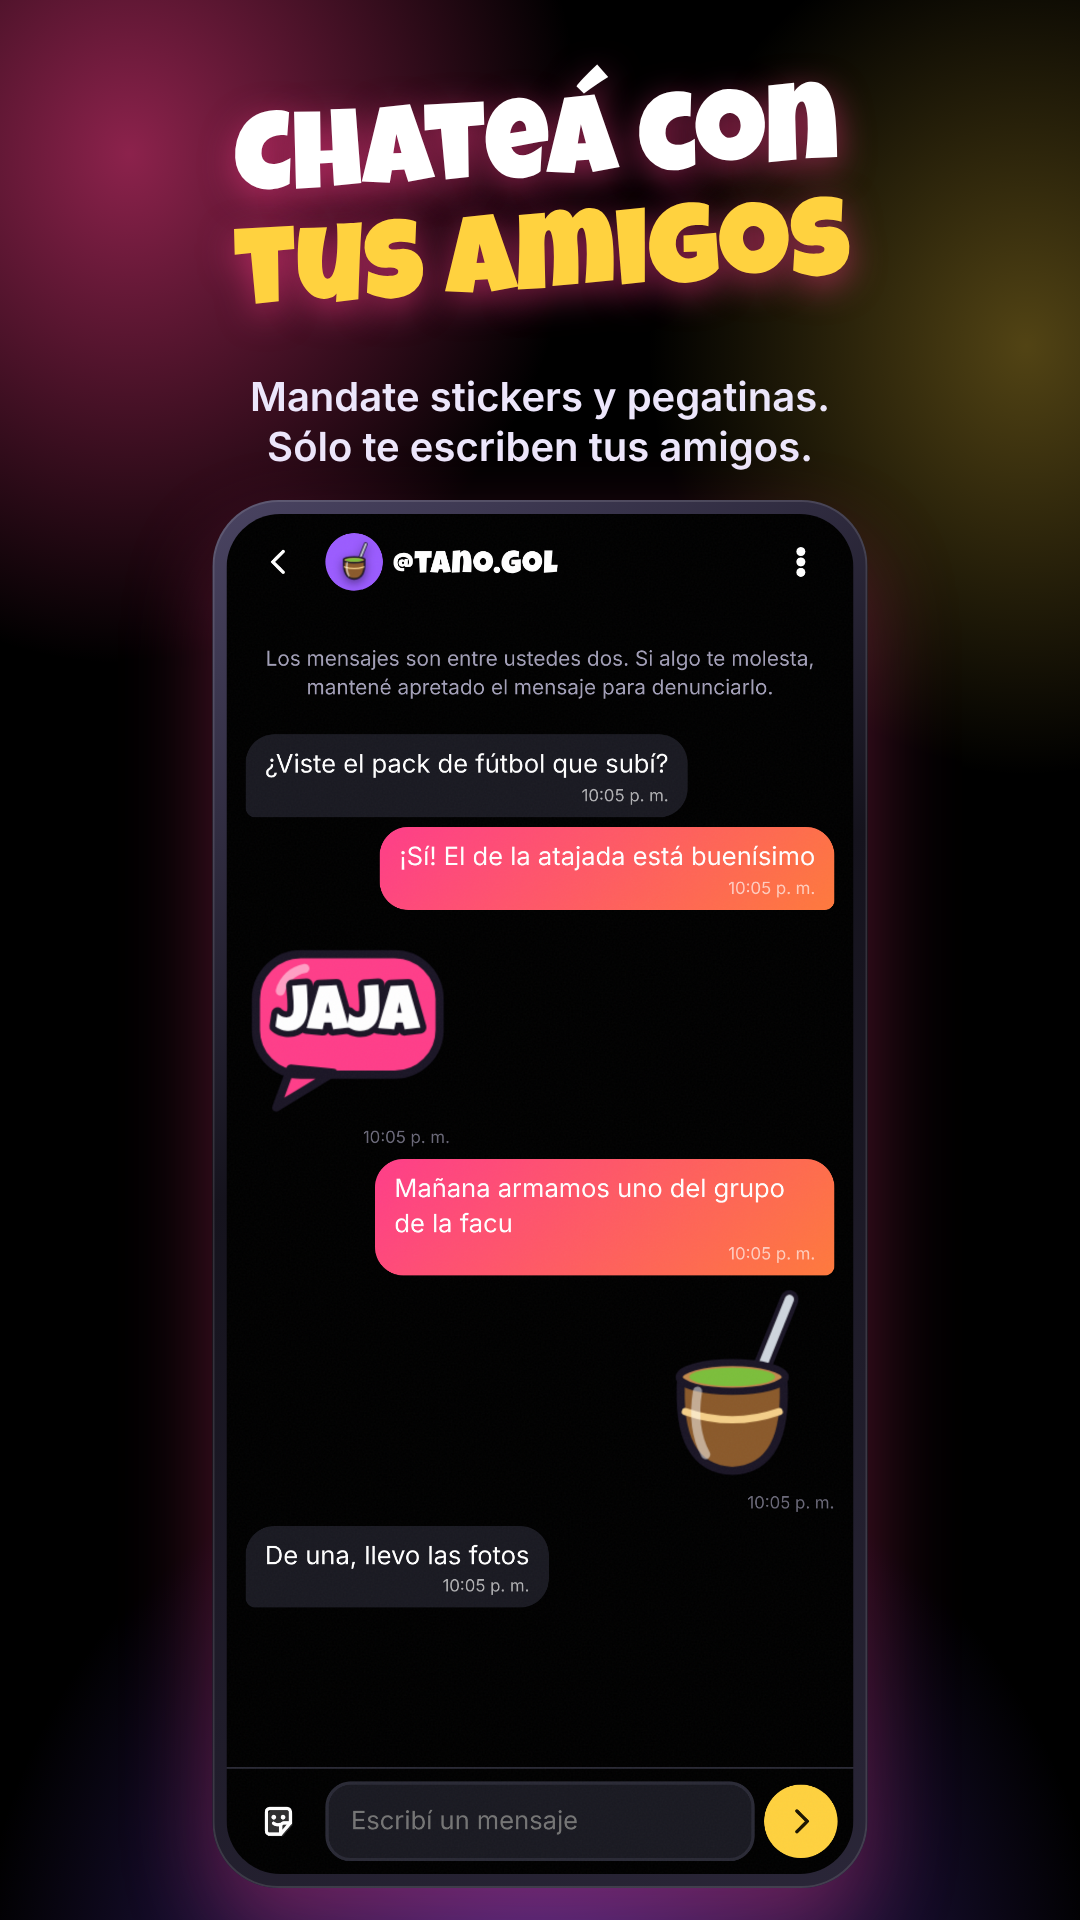 CHATEÁ CON
TUS AMIGOS
Mandate stickers y pegatinas.
Sólo te escriben tus amigos.
@TANO.GOL
Los mensajes son entre ustedes dos. Si algo te molesta,
mantené apretado el mensaje para denunciarlo.
¿Viste el pack de fútbol que subí?
10:05 p. m.
¡Sí! El de la atajada está buenísimo
10:05 p. m.
JAJA
10:05 p. m.
Mañana armamos uno del grupo
de la facu
10:05 p. m.
10:05 p. m.
De una, llevo las fotos
10:05 p. m.
Escribí un mensaje